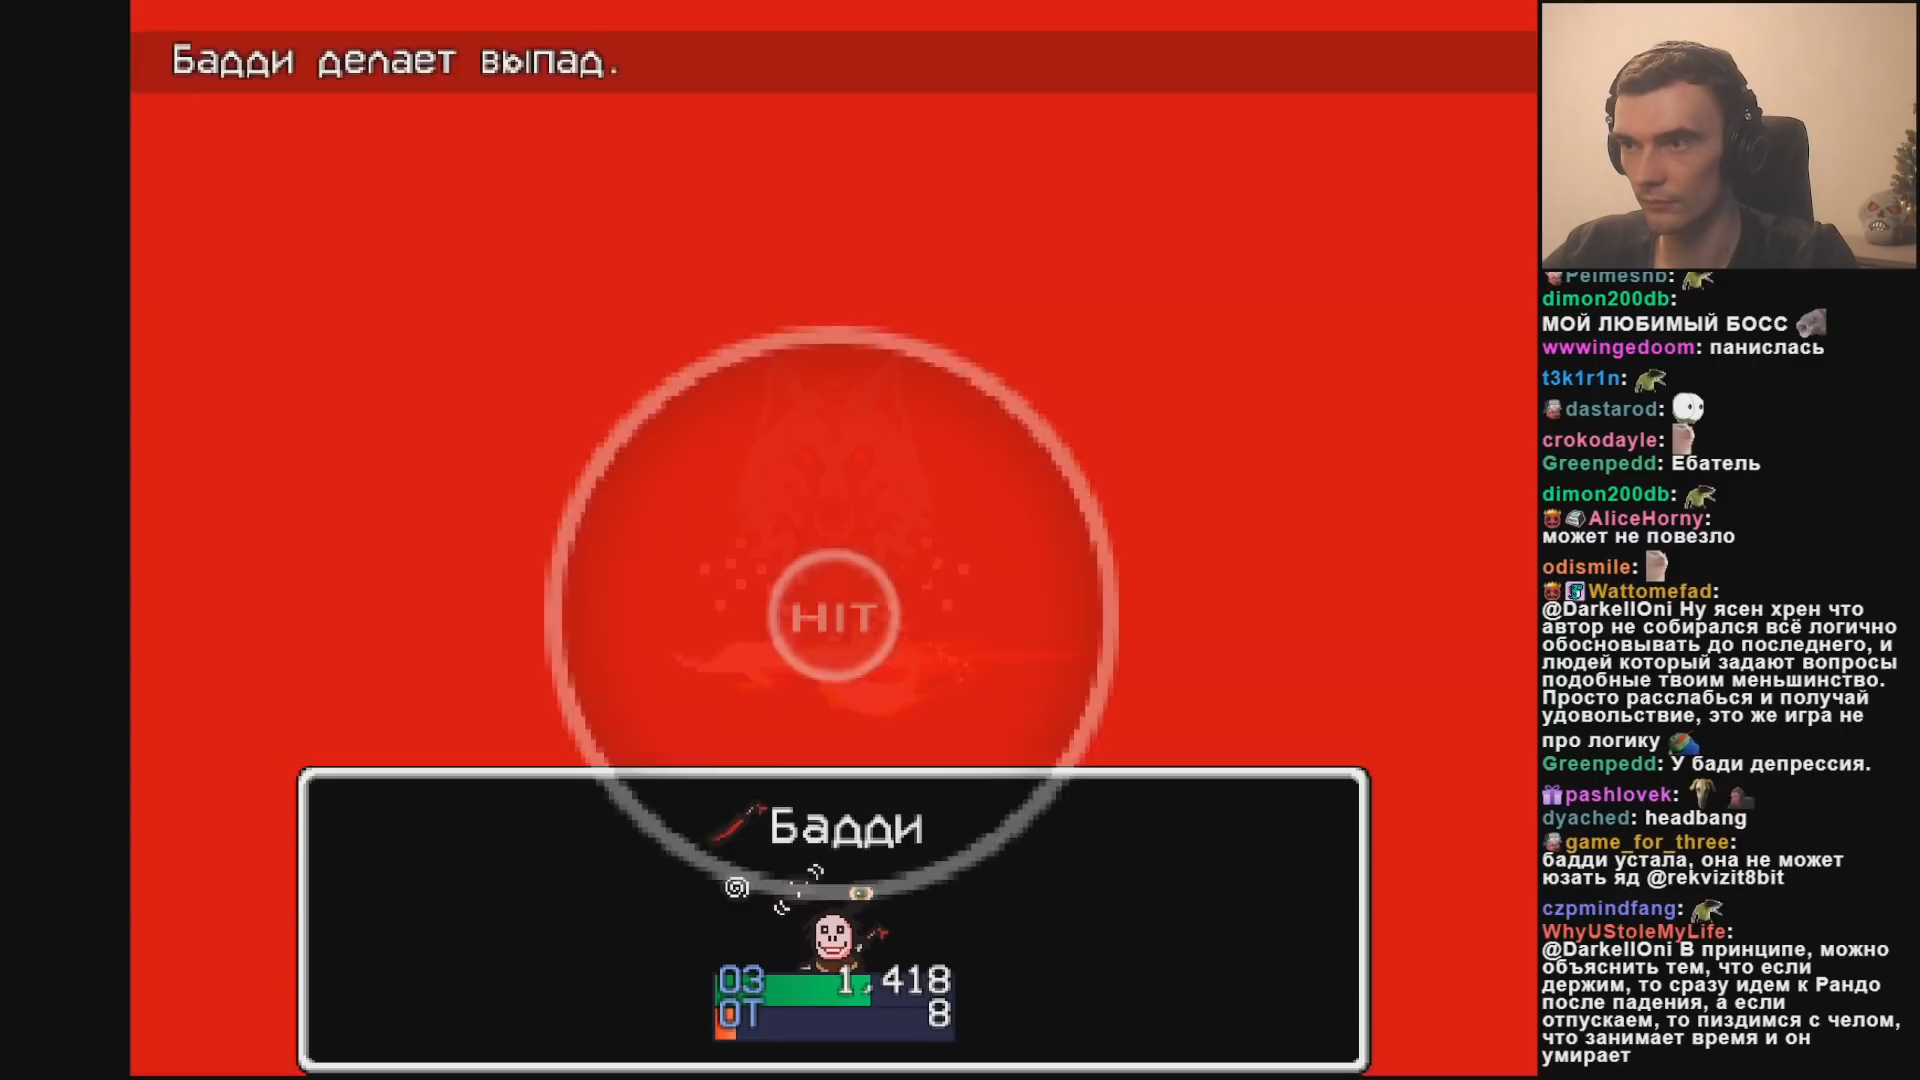 Бадди делает выпад.
HIT
Бадди
ОЗ 1,418
ОТ 8
Pelmeshb:
dimon200db:
МОЙ ЛЮБИМЫЙ БОСС
wwwingedoom: панислась
t3k1r1n:
dastarod:
crokodayle:
Greenpedd: Ебатель
dimon200db:
AliceHorny:
может не повезло
odismile:
Wattomefad:
@DarkellOni Ну ясен хрен что
автор не собирался всё логично
обосновывать до последнего, и
людей который задают вопросы
подобные твоим меньшинство.
Просто расслабься и получай
удовольствие, это же игра не
про логику
Greenpedd: У бади депрессия.
pashlovek:
dyached: headbang
game_for_three:
бадди устала, она не может
юзать яд @rekvizit8bit
czpmindfang:
WhyUStoleMyLife:
@DarkellOni В принципе, можно
объяснить тем, что если
держим, то сразу идем к Рандо
после падения, а если
отпускаем, то пиздимся с челом,
что занимает время и он
умирает